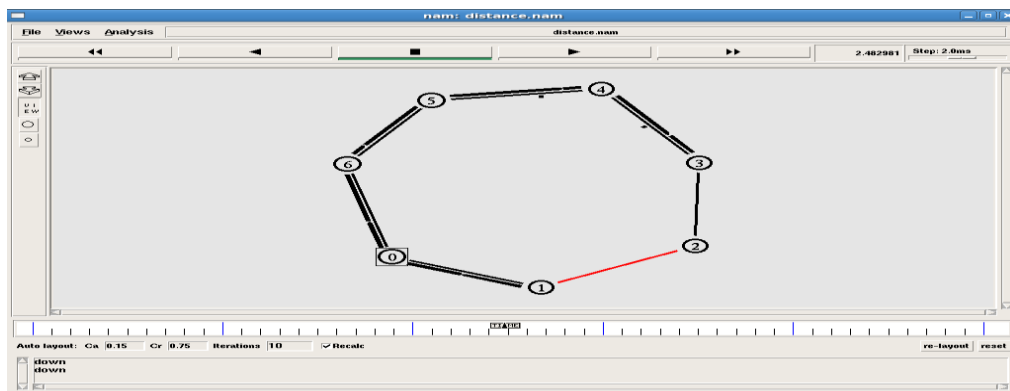 nam: distance.nam
File Views Analysis distance.nam
2.482981 Step: 2.0ms
5
4
6
3
0
2
1
Auto layout: Ca 0.15 Cr 0.75 Iterations 10 Recalc re-layout reset
down
down